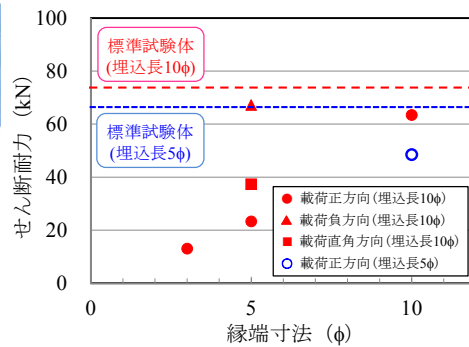 100
80
60
40
20
0
せん断耐力 (kN)
標準試験体
(埋込長10ϕ)
標準試験体
(埋込長5ϕ)
載荷正方向(埋込長10ϕ)
載荷負方向(埋込長10ϕ)
載荷直角方向(埋込長10ϕ)
載荷正方向(埋込長5ϕ)
0
5
10
縁端寸法 (ϕ)